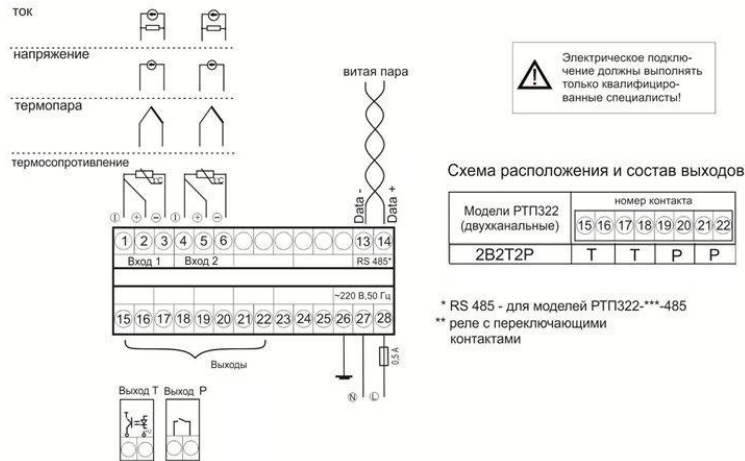 ток
напряжение
термопара
термосопротивление
t°C
t°C
I + − I + −
витая пара
Data -
Data +
1 2 3 4 5 6 13 14
Вход 1 Вход 2 RS 485*
~220 В,50 Гц
15 16 17 18 19 20 21 22 23 24 25 26 27 28
Выходы
0,5 А
N L
Выход Т Выход Р
Электрическое подклю-
чение должны выполнять
только квалифициро-
ванные специалисты!
Схема расположения и состав выходов
Модели РТП322
(двухканальные)
номер контакта
15 16 17 18 19 20 21 22
2В2Т2Р Т Т Р Р
* RS 485 - для моделей РТП322-***-485
** реле с переключающими
контактами